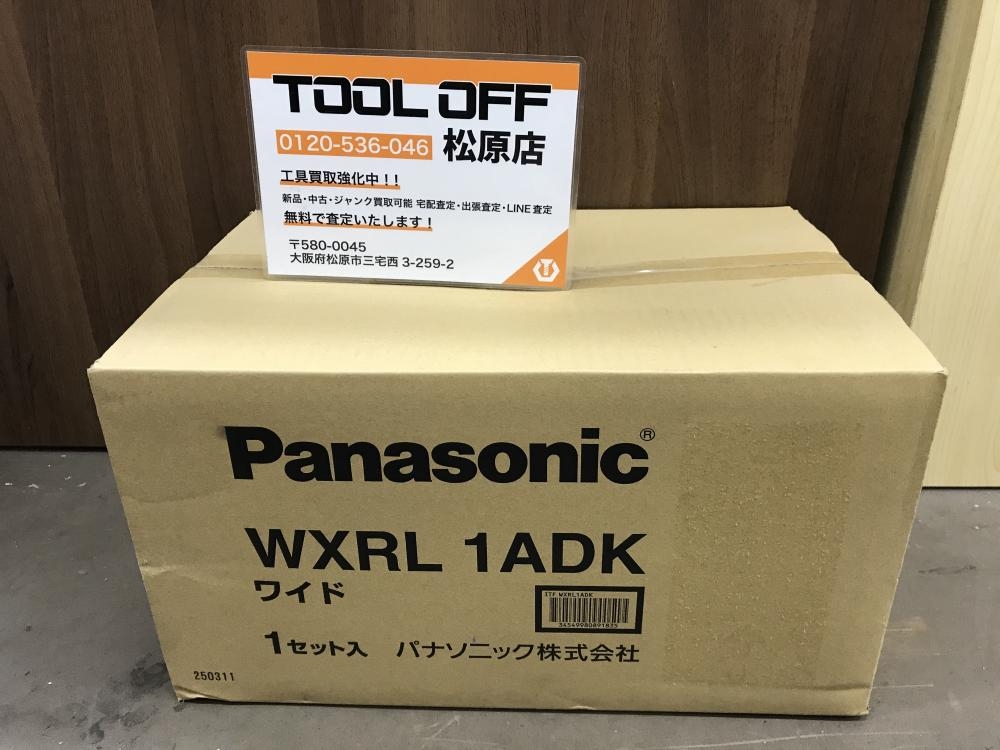 TOOL OFF
0120-536-046 松原店
工具買取強化中！！
新品・中古・ジャンク買取可能 宅配査定・出張査定・LINE査定
無料で査定いたします！
〒580-0045
大阪府松原市三宅西 3-259-2
Panasonic®
WXRL 1ADK
ワイド
ITF WXRL1ADK
34549980891835
1セット入 パナソニック株式会社
250311